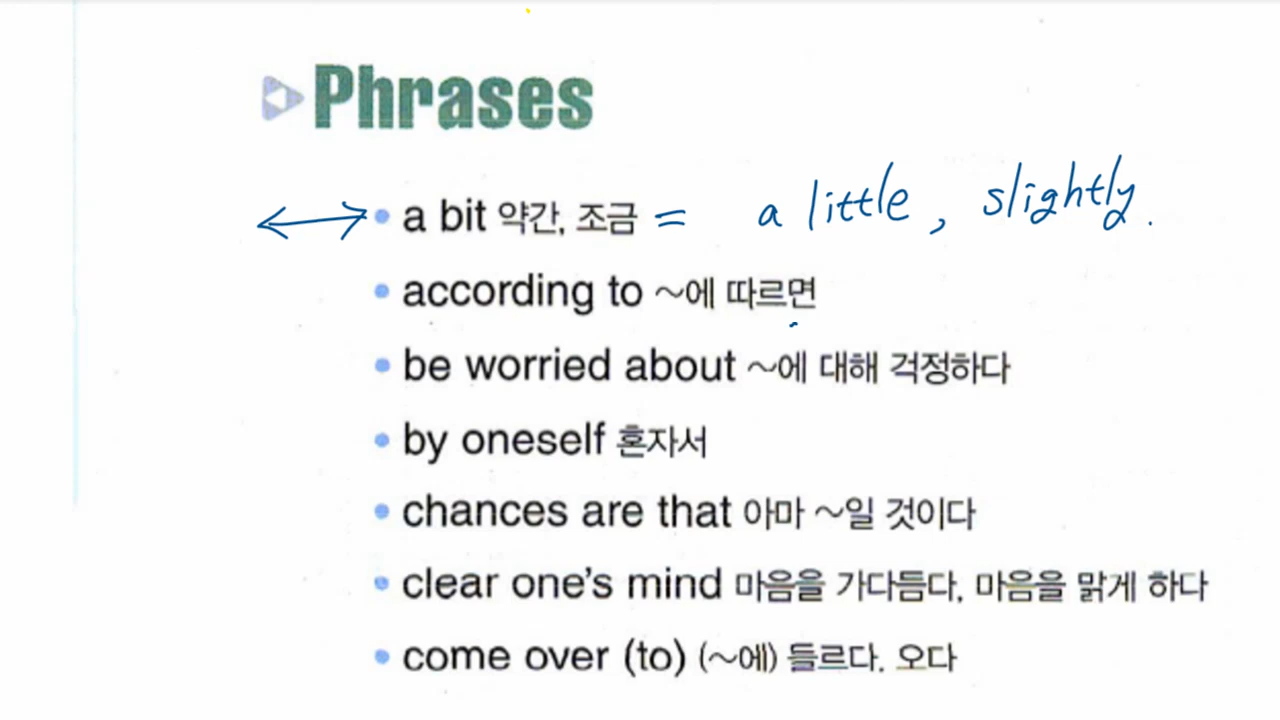 Phrases
a bit 약간, 조금 = a little, slightly.
according to ~에 따르면
be worried about ~에 대해 걱정하다
by oneself 혼자서
chances are that 아마 ~일 것이다
clear one's mind 마음을 가다듬다, 마음을 맑게 하다
come over (to) (~에) 들르다, 오다